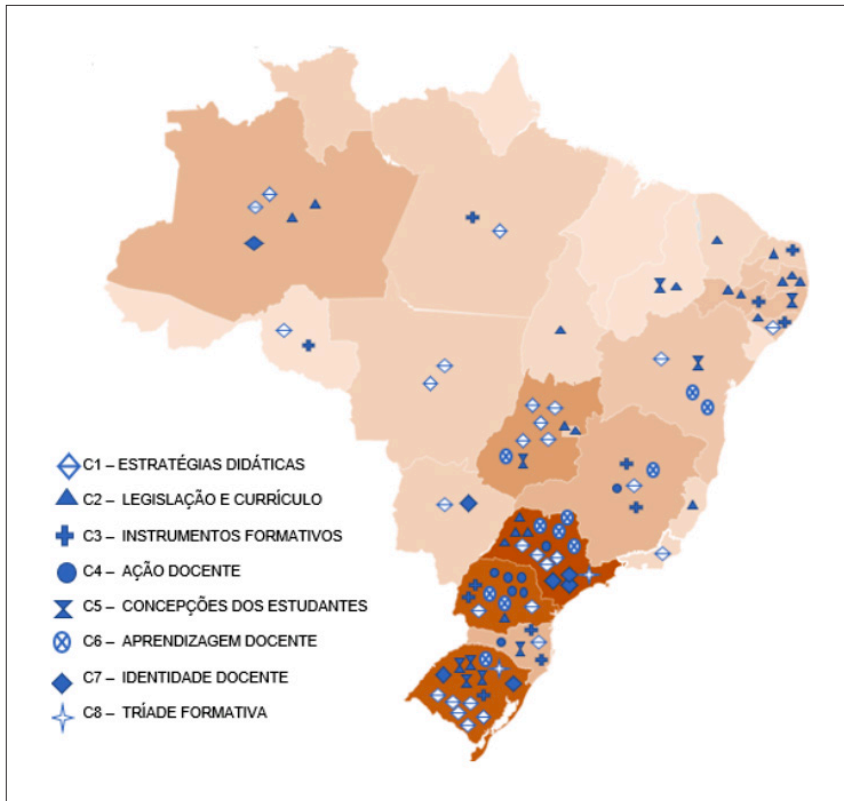 C1 – ESTRATÉGIAS DIDÁTICAS
C2 – LEGISLAÇÃO E CURRÍCULO
C3 – INSTRUMENTOS FORMATIVOS
C4 – AÇÃO DOCENTE
C5 – CONCEPÇÕES DOS ESTUDANTES
C6 – APRENDIZAGEM DOCENTE
C7 – IDENTIDADE DOCENTE
C8 – TRÍADE FORMATIVA